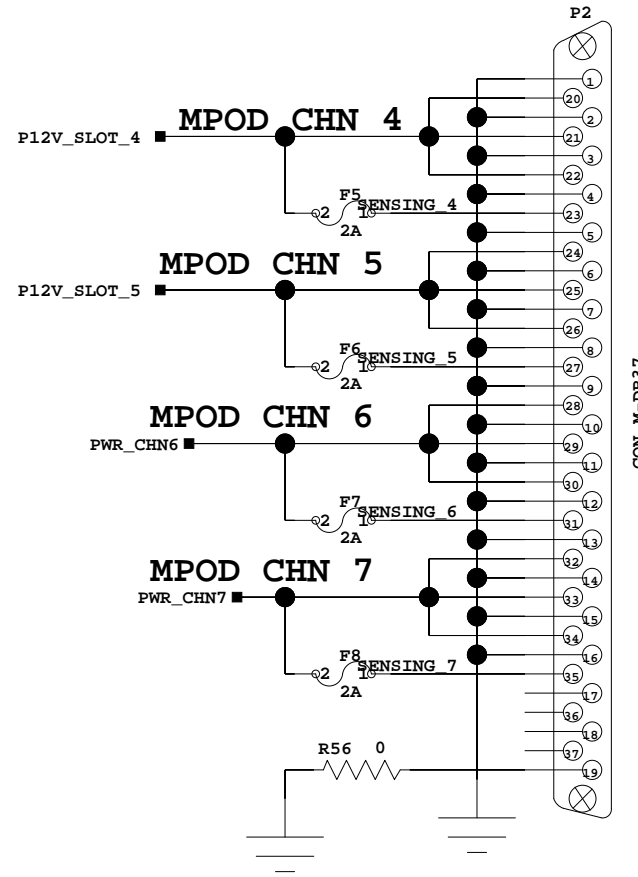 P2
1
20
MPOD CHN 4
2
P12V_SLOT_4
21
3
22
4
F5
SENSING_4
2 1
23
2A
5
24
MPOD CHN 5
6
P12V_SLOT_5
25
7
26
8
F6
SENSING_5
2 1
27
2A
9
28
MPOD CHN 6
10
PWR_CHN6
29
11
30
12
F7
SENSING_6
2 1
31
2A
13
32
MPOD CHN 7
14
PWR_CHN7
33
15
34
16
F8
SENSING_7
2 1
35
2A
17
36
18
R56 0
37
19